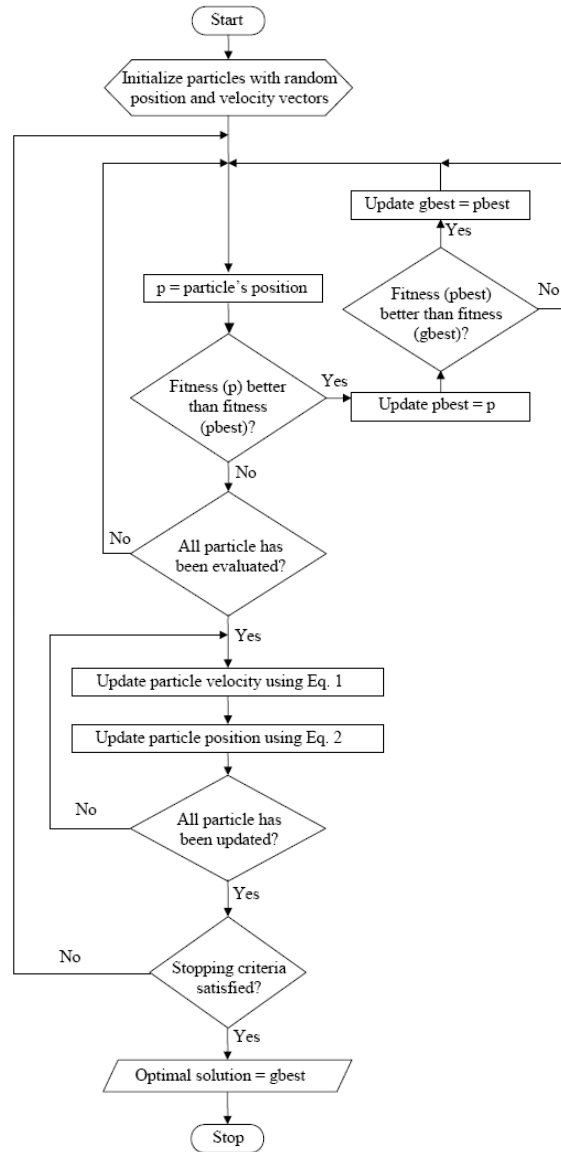 Start
Initialize particles with random
position and velocity vectors
Update gbest = pbest
Yes
p = particle's position
Fitness (pbest)
better than fitness
(gbest)?
No
Fitness (p) better
than fitness
(pbest)?
Yes
Update pbest = p
No
All particle has
been evaluated?
No
Yes
Update particle velocity using Eq. 1
Update particle position using Eq. 2
All particle has
been updated?
No
Yes
Stopping criteria
satisfied?
No
Yes
Optimal solution = gbest
Stop